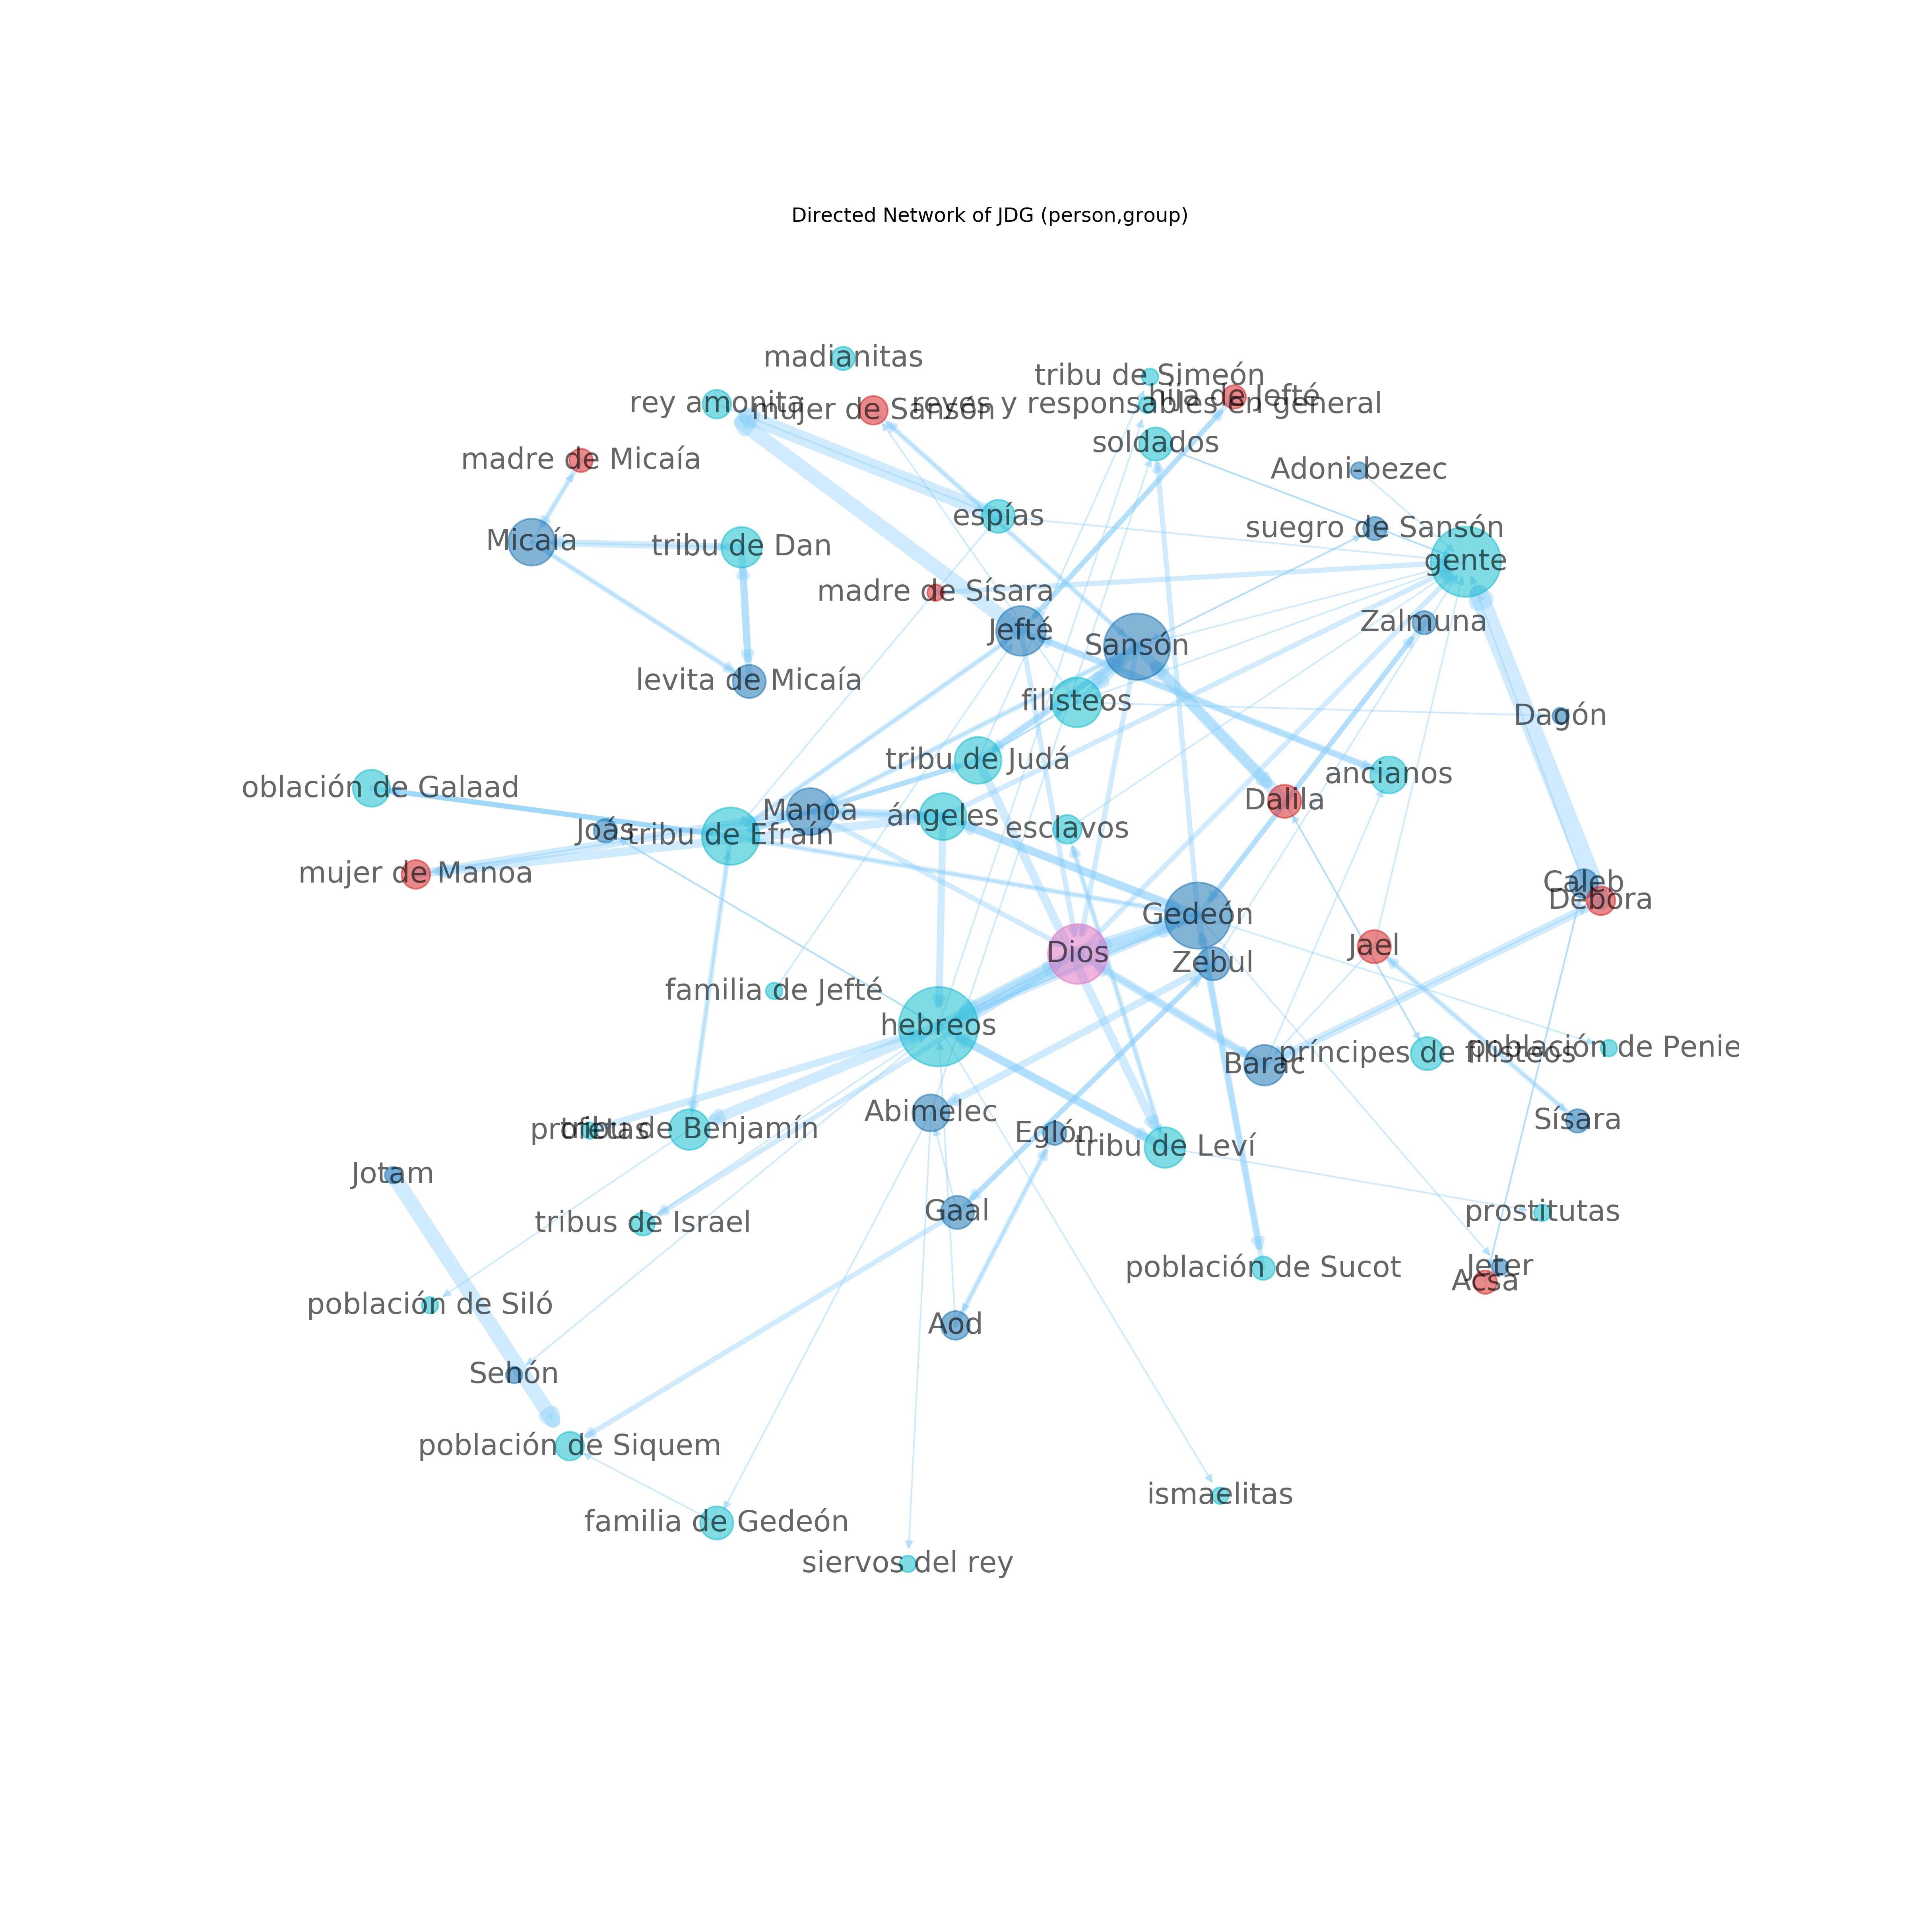 Directed Network of JDG (person,group)
madianitas
tribu de Simeón
hija de Jefté
rey amonita
mujer de Sansón
reyes y responsables en general
soldados
madre de Micaía
Adoni-bezec
espías
suegro de Sansón
Micaía
tribu de Dan
gente
madre de Sísara
Zalmuna
Jefté
Sansón
levita de Micaía
filisteos
Dagón
tribu de Judá
ancianos
oblación de Galaad
Dalila
Manoa
ángeles
esclavos
Joás
tribu de Efraín
mujer de Manoa
Caleb
Débora
Gedeón
Jael
Dios
Zebul
familia de Jefté
hebreos
príncipes de filisteos
población de Penie
Barac
Abimelec
Sísara
profetas
tribu de Benjamín
Eglón
tribu de Leví
Jotam
Gaal
prostitutas
tribus de Israel
población de Sucot
Jeter
Acsa
población de Siló
Aod
Sehón
población de Siquem
ismaelitas
familia de Gedeón
siervos del rey